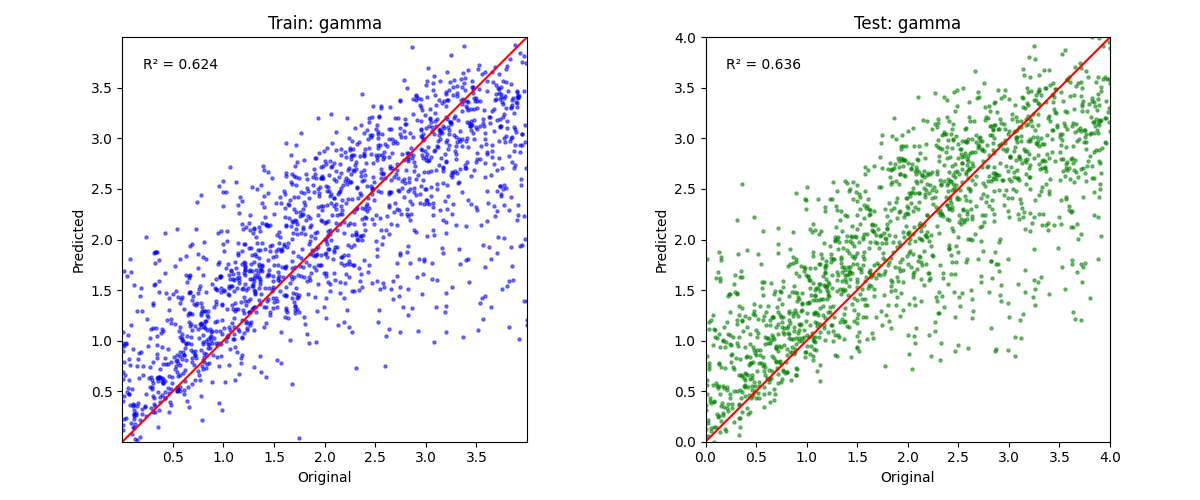 Train: gamma
R² = 0.624
3.5
3.0
2.5
2.0
1.5
1.0
0.5
Predicted
0.5 1.0 1.5 2.0 2.5 3.0 3.5
Original
Test: gamma
R² = 0.636
4.0
3.5
3.0
2.5
2.0
1.5
1.0
0.5
0.0
Predicted
0.0 0.5 1.0 1.5 2.0 2.5 3.0 3.5 4.0
Original